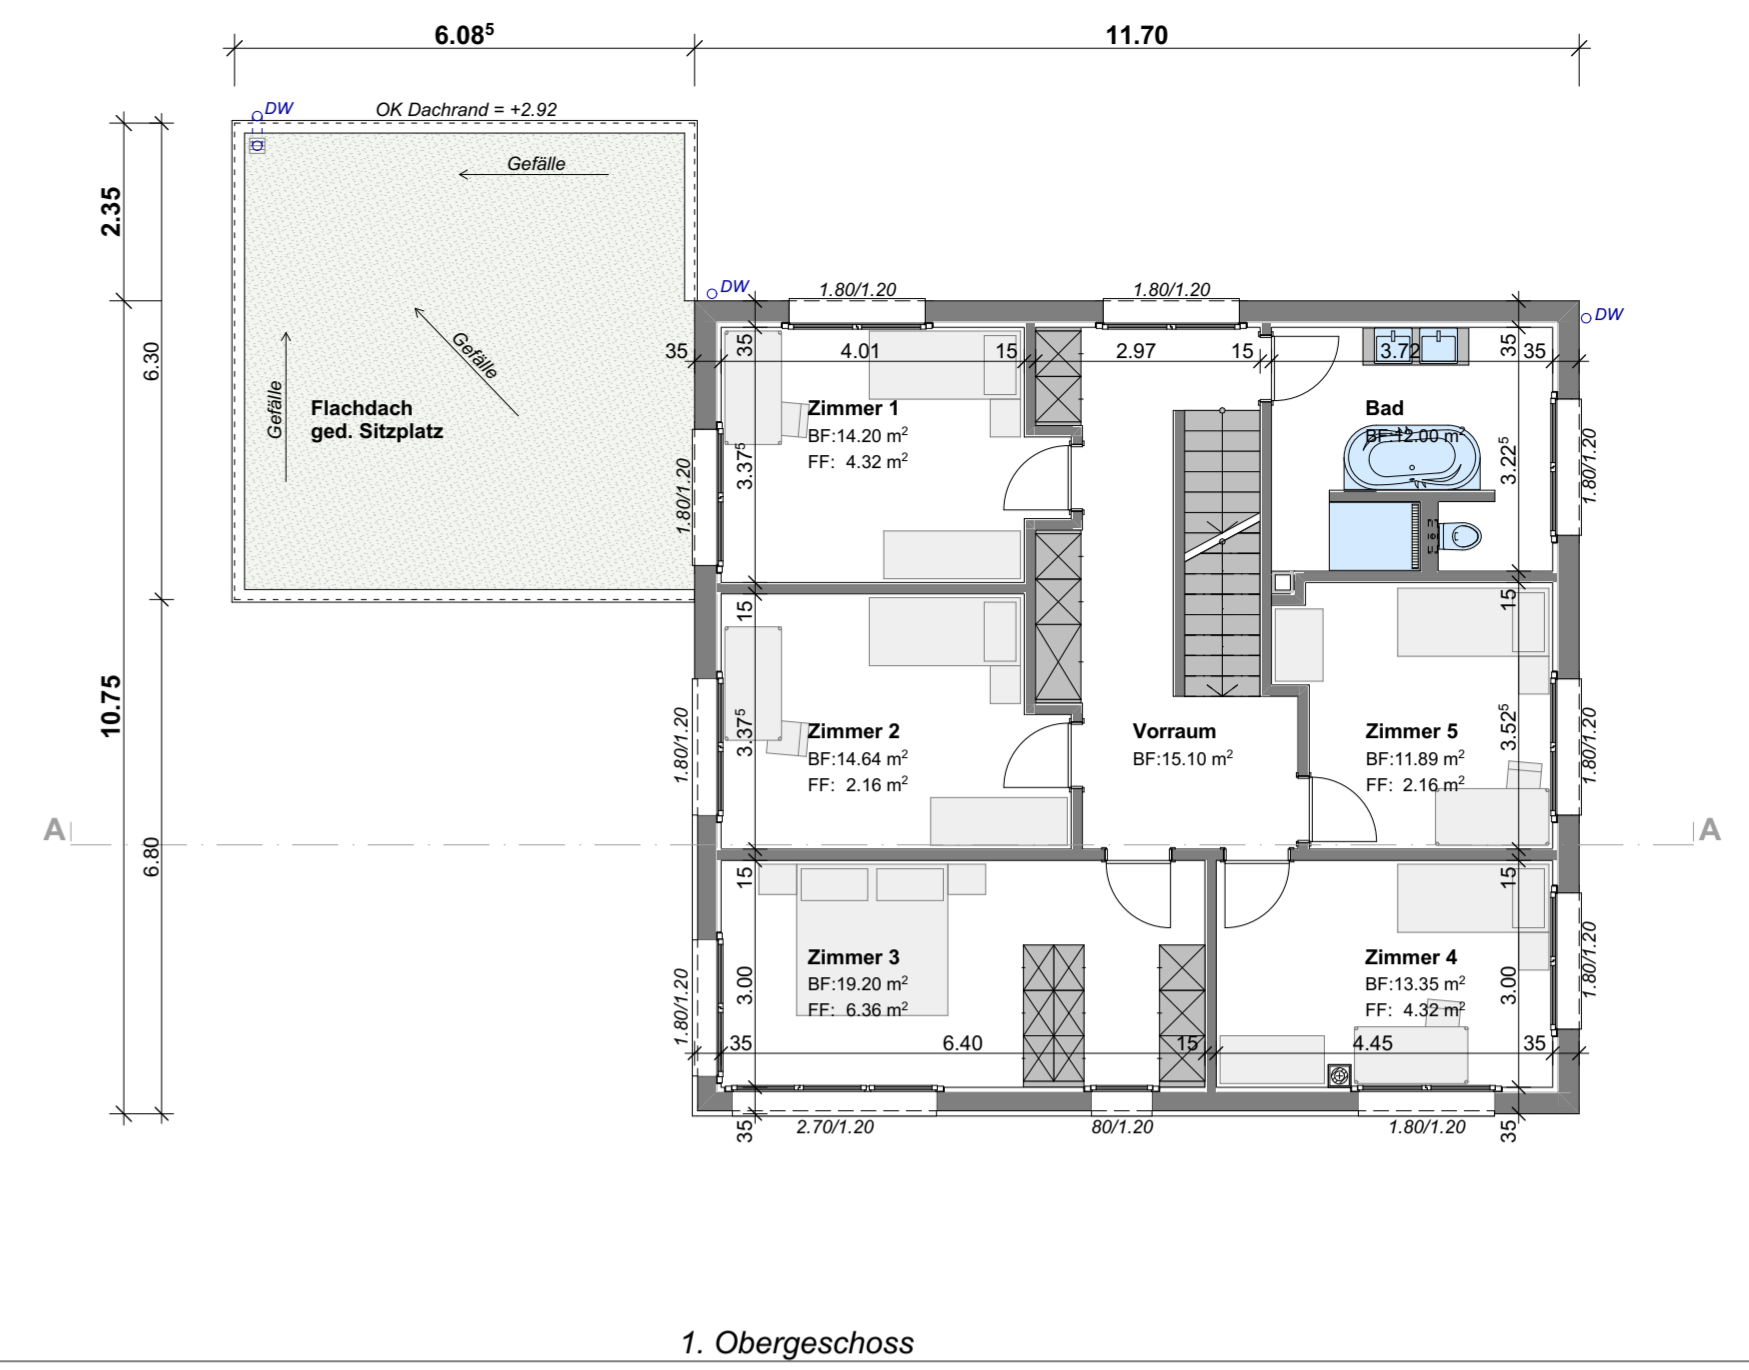 6.08⁵
11.70
DW
OK Dachrand = +2.92
Gefälle
2.35
DW
1.80/1.20
1.80/1.20
DW
35
35
4.01
15
2.97
15
3.72
35
35
6.30
Gefälle
Gefälle
Flachdach
ged. Sitzplatz
Zimmer 1
BF:14.20 m²
FF: 4.32 m²
Bad
BF:12.00 m²
1.80/1.20
3.37⁵
3.22⁵
1.80/1.20
15
15
10.75
1.80/1.20
3.37⁵
Zimmer 2
BF:14.64 m²
FF: 2.16 m²
Vorraum
BF:15.10 m²
Zimmer 5
BF:11.89 m²
FF: 2.16 m²
3.52⁵
1.80/1.20
A
A
6.80
15
15
Zimmer 3
BF:19.20 m²
FF: 6.36 m²
Zimmer 4
BF:13.35 m²
FF: 4.32 m²
1.80/1.20
3.00
3.00
1.80/1.20
35
6.40
15
4.45
35
35
2.70/1.20
80/1.20
1.80/1.20
35
1. Obergeschoss